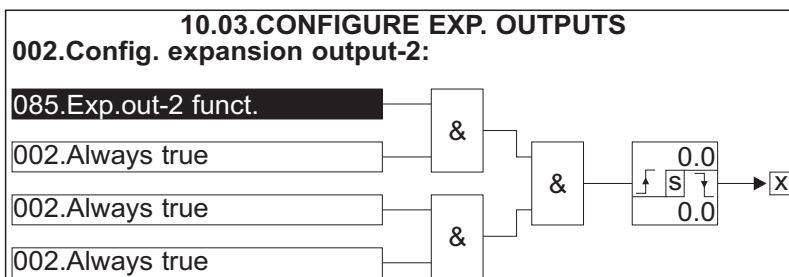 10.03.CONFIGURE EXP. OUTPUTS
002.Config. expansion output-2:
085.Exp.out-2 funct.
&
002.Always true
0.0
& S X
002.Always true
0.0
&
002.Always true